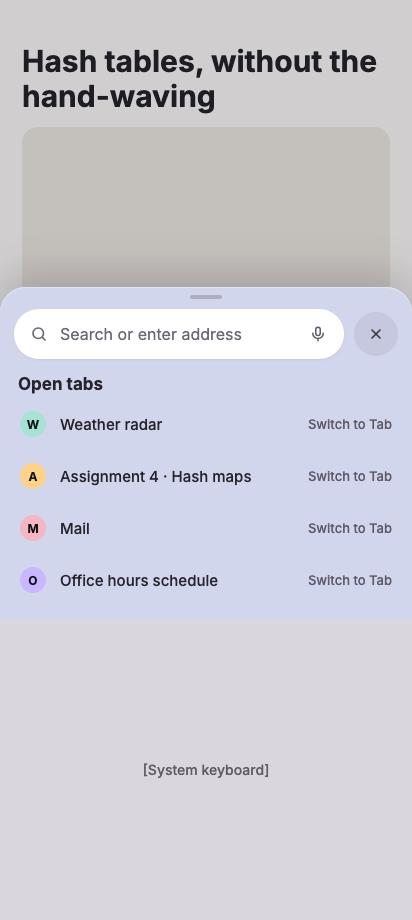 Hash tables, without the
hand-waving
Search or enter address
Open tabs
W Weather radar Switch to Tab
A Assignment 4 · Hash maps Switch to Tab
M Mail Switch to Tab
O Office hours schedule Switch to Tab
[System keyboard]